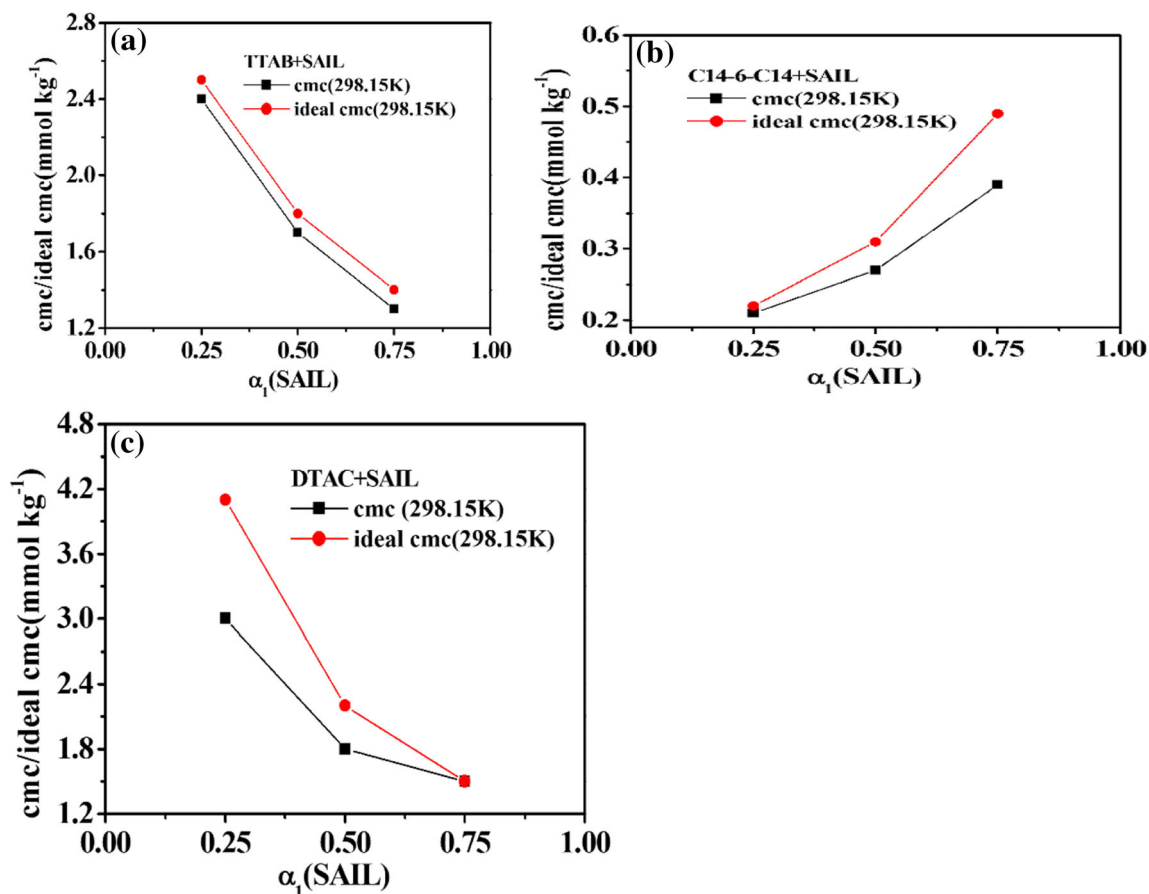 (a)
TTAB+SAIL
cmc(298.15K)
ideal cmc(298.15K)
cmc/ideal cmc(mmol kg-1)
2.8
2.4
2.0
1.6
1.2
0.00 0.25 0.50 0.75 1.00
α1(SAIL)
(b)
C14-6-C14+SAIL
cmc(298.15K)
ideal cmc(298.15K)
cmc/ideal cmc(mmol kg-1)
0.6
0.5
0.4
0.3
0.2
0.00 0.25 0.50 0.75 1.00
α1(SAIL)
(c)
DTAC+SAIL
cmc (298.15K)
ideal cmc(298.15K)
cmc/ideal cmc(mmol kg-1)
4.8
4.2
3.6
3.0
2.4
1.8
1.2
0.00 0.25 0.50 0.75 1.00
α1(SAIL)